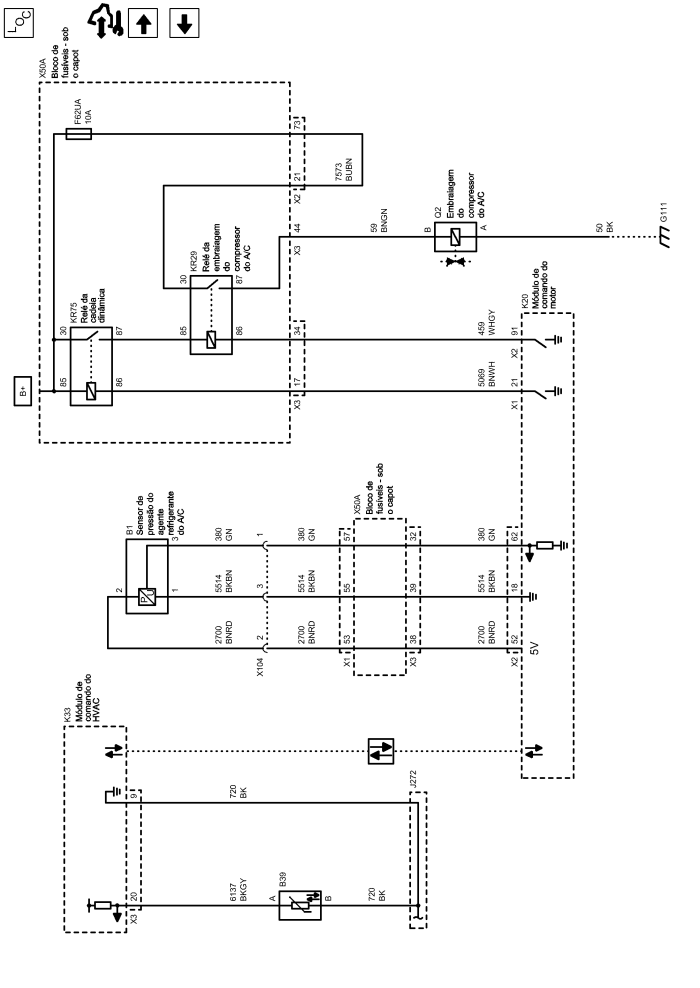 LOC
X50A
Bloco de
fusíveis - sob
o capot
F62UA
10A
73
21
X2
7573
BUBN
B+
KR75
Relé da
cadeia
dinâmica
30
87
85
86
KR29
Relé da
embraiagem
do
compressor
do A/C
30
87
85
86
44
X3
59
BNGN
Q2
Embraiagem
do
compressor
do A/C
B
A
50
BK
G111
34
17
X3
459
WHGY
5069
BNWH
91
X2
21
X1
K20
Módulo de
comando do
motor
B1
Sensor de
pressão do
agente
refrigerante
do A/C
P
U
2
3
1
380
GN
5514
BKBN
2700
BNRD
1
3
2
X104
380
GN
5514
BKBN
2700
BNRD
X50A
Bloco de
fusíveis - sob
o capot
57
55
53
X1
32
39
38
X3
380
GN
5514
BKBN
2700
BNRD
62
18
52
X2
5V
K33
Módulo de
comando do
HVAC
9
20
X3
720
BK
6137
BKGY
B39
A
B
720
BK
J272